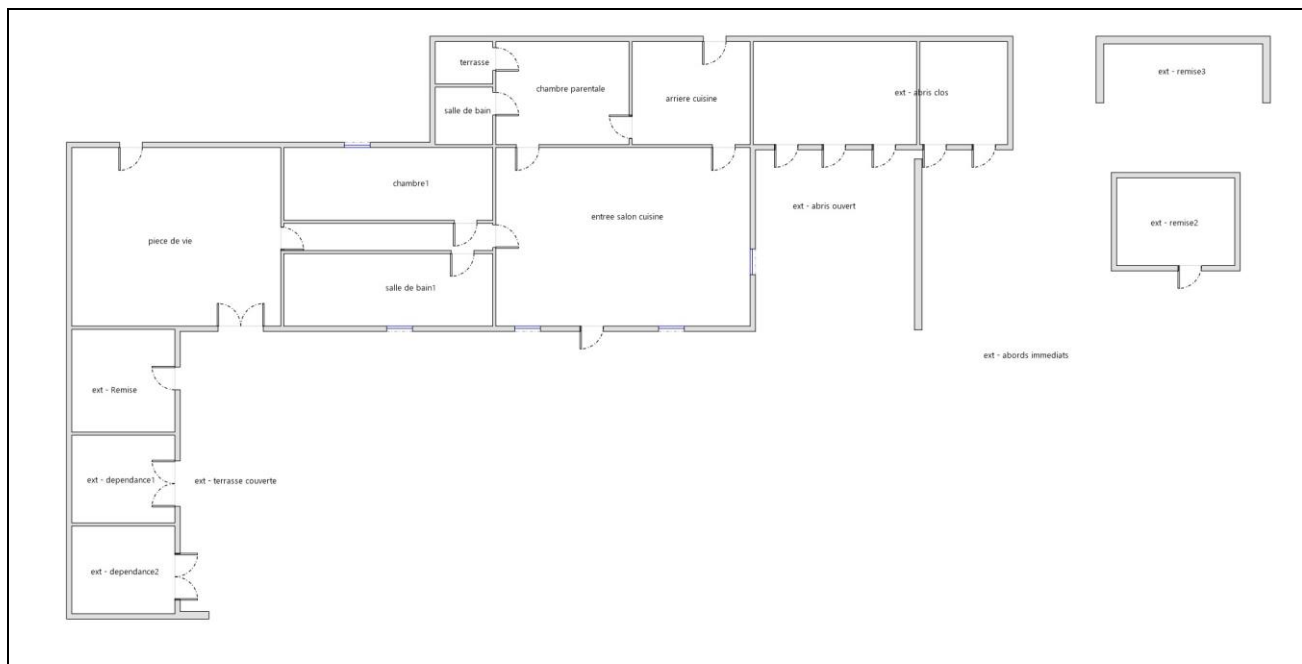 terrasse
chambre parentale
ext - remise3
arriere cuisine
ext - abris clos
salle de bain
chambre1
ext - abris ouvert
entree salon cuisine
ext - remise2
piece de vie
salle de bain1
ext - abords immediats
ext - Remise
ext - dependance1
ext - terrasse couverte
ext - dependance2